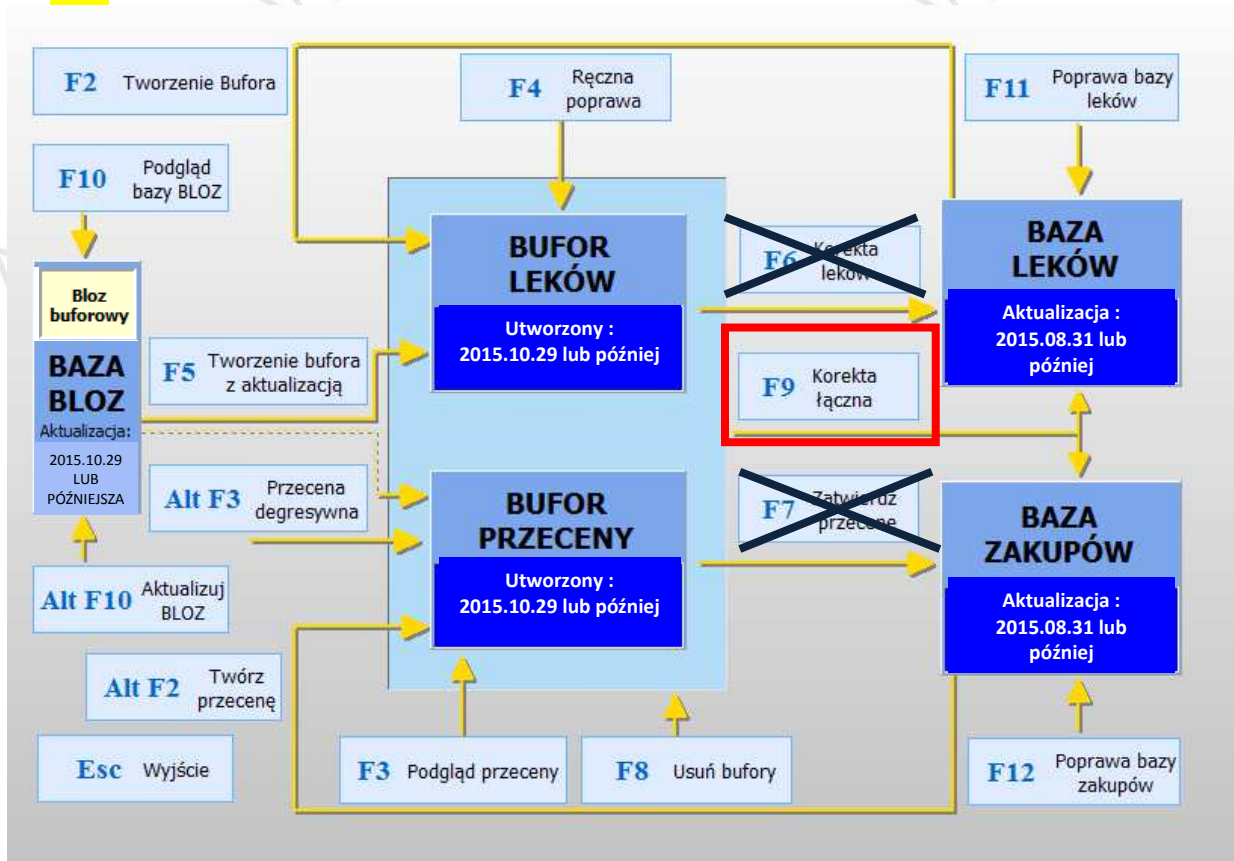 F2 Tworzenie Bufora
F4 Ręczna
poprawa
F11 Poprawa bazy
leków
F10 Podgląd
bazy BLOZ
BUFOR
LEKÓW
Utworzony :
2015.10.29 lub później
F6 Korekta
leków
BAZA
LEKÓW
Aktualizacja :
2015.08.31 lub
później
Bloz
buforowy
BAZA
BLOZ
Aktualizacja:
2015.10.29
LUB
PÓŹNIEJSZA
F5 Tworzenie bufora
z aktualizacją
F9 Korekta
łączna
Alt F3 Przecena
degresywna
BUFOR
PRZECENY
Utworzony :
2015.10.29 lub później
F7 Zatwierdź
przecenę
BAZA
ZAKUPÓW
Aktualizacja :
2015.08.31 lub
później
Alt F10 Aktualizuj
BLOZ
Alt F2 Twórz
przecenę
Esc Wyjście
F3 Podgląd przeceny
F8 Usuń bufory
F12 Poprawa bazy
zakupów